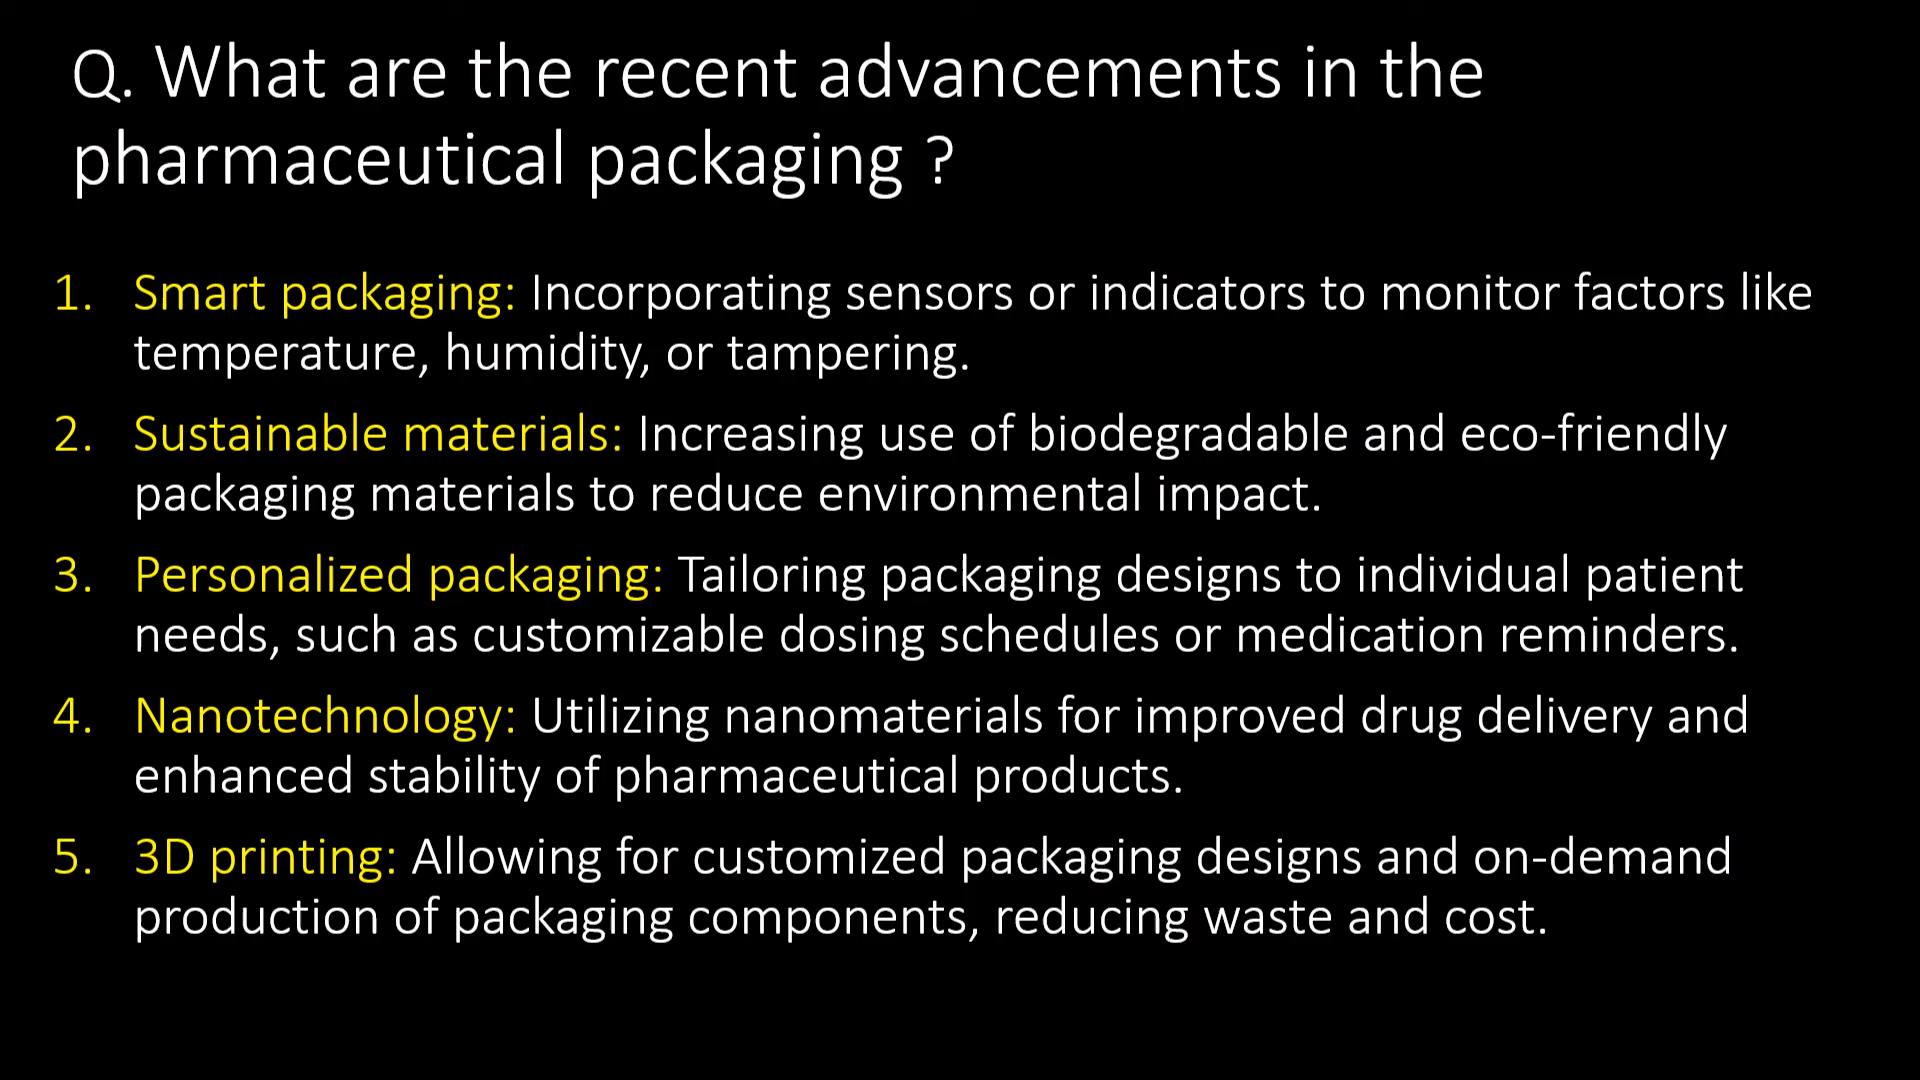 Q. What are the recent advancements in the
pharmaceutical packaging ?
1. Smart packaging: Incorporating sensors or indicators to monitor factors like
temperature, humidity, or tampering.
2. Sustainable materials: Increasing use of biodegradable and eco-friendly
packaging materials to reduce environmental impact.
3. Personalized packaging: Tailoring packaging designs to individual patient
needs, such as customizable dosing schedules or medication reminders.
4. Nanotechnology: Utilizing nanomaterials for improved drug delivery and
enhanced stability of pharmaceutical products.
5. 3D printing: Allowing for customized packaging designs and on-demand
production of packaging components, reducing waste and cost.